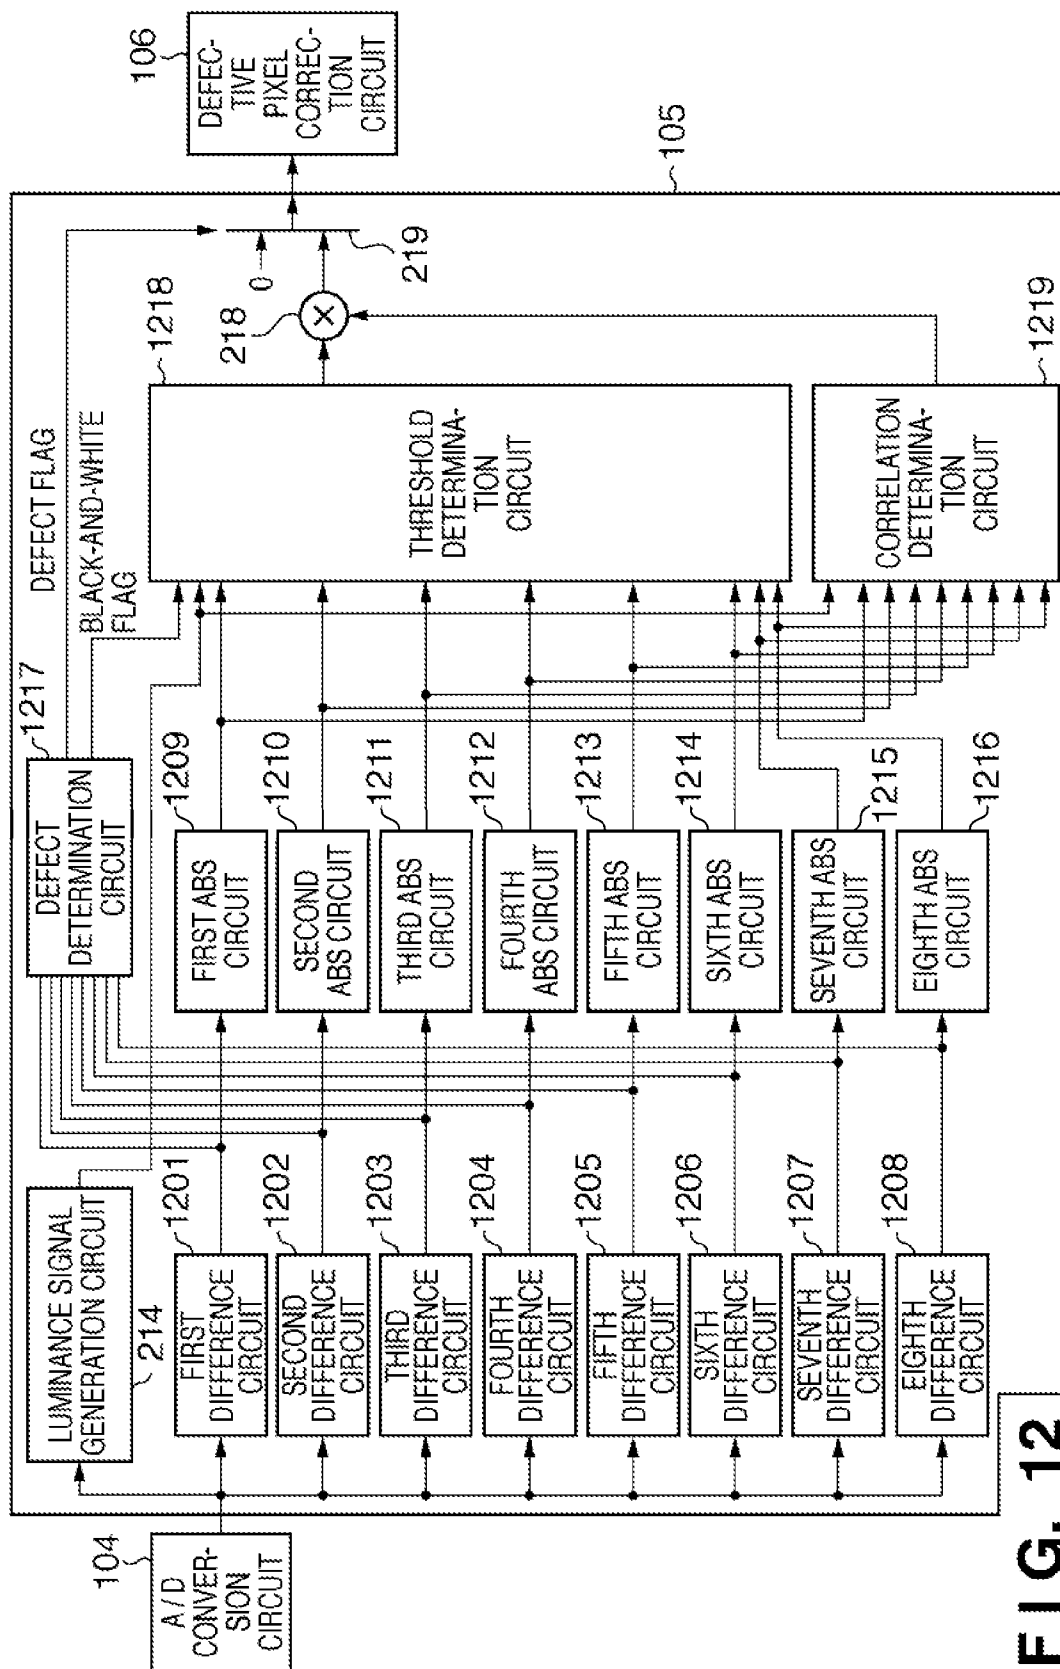 104
A/D
CONVER-
SION
CIRCUIT
LUMINANCE SIGNAL
GENERATION CIRCUIT
214
FIRST
DIFFERENCE
CIRCUIT
1201
SECOND
DIFFERENCE
CIRCUIT
1202
THIRD
DIFFERENCE
CIRCUIT
1203
FOURTH
DIFFERENCE
CIRCUIT
1204
FIFTH
DIFFERENCE
CIRCUIT
1205
SIXTH
DIFFERENCE
CIRCUIT
1206
SEVENTH
DIFFERENCE
CIRCUIT
1207
EIGHTH
DIFFERENCE
CIRCUIT
1208
DEFECT
DETERMINATION
CIRCUIT
1217
FIRST ABS
CIRCUIT
1209
SECOND
ABS CIRCUIT
1210
THIRD ABS
CIRCUIT
1211
FOURTH
ABS CIRCUIT
1212
FIFTH ABS
CIRCUIT
1213
SIXTH ABS
CIRCUIT
1214
SEVENTH ABS
CIRCUIT
1215
EIGHTH ABS
CIRCUIT
1216
DEFECT FLAG
BLACK-AND-WHITE
FLAG
THRESHOLD
DETERMINA-
TION
CIRCUIT
1218
CORRELATION
DETERMINA-
TION
CIRCUIT
1219
218
0
219
105
106
DEFEC-
TIVE
PIXEL
CORREC-
TION
CIRCUIT
FIG. 12